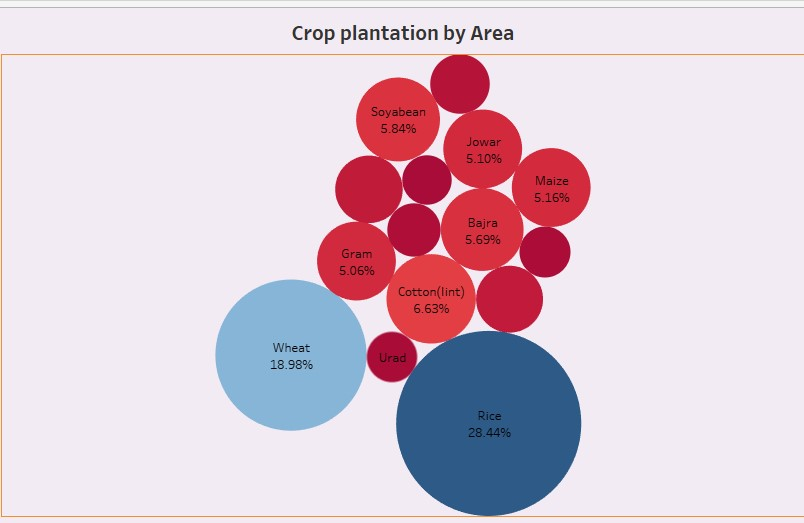 Crop plantation by Area
Soyabean
5.84%
Jowar
5.10%
Maize
5.16%
Bajra
5.69%
Gram
5.06%
Cotton(lint)
6.63%
Wheat
18.98%
Urad
Rice
28.44%